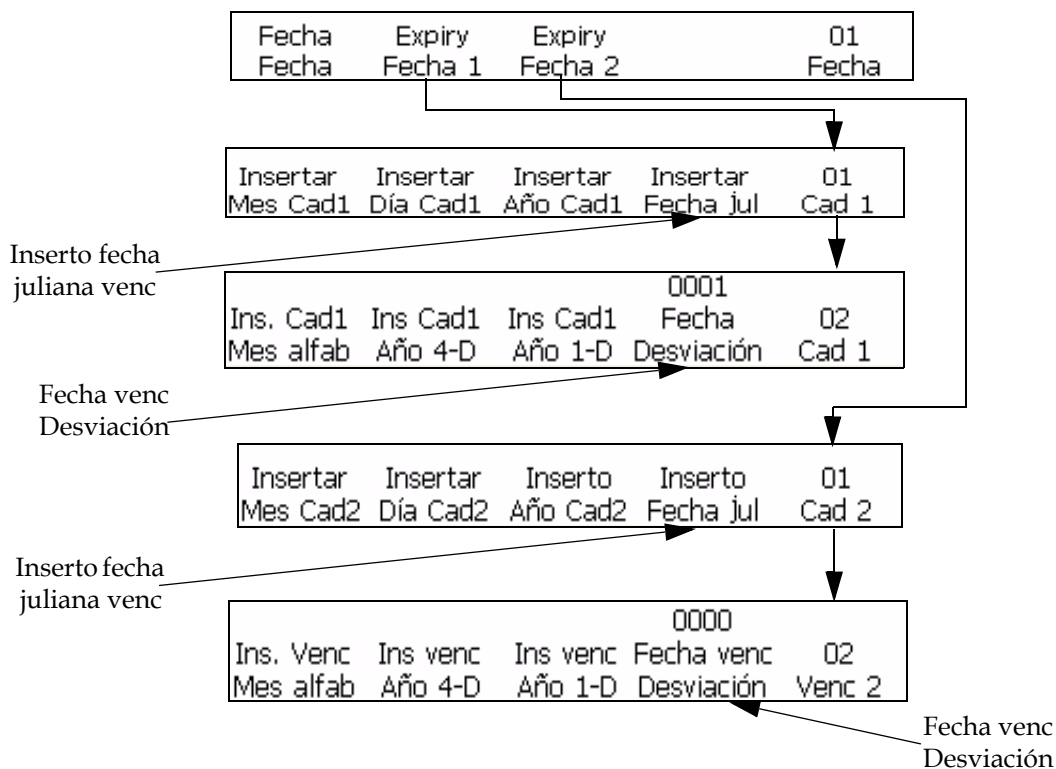 Fecha Expiry Expiry 01
Fecha Fecha 1 Fecha 2 Fecha
Insertar Insertar Insertar Insertar 01
Mes Cad1 Día Cad1 Año Cad1 Fecha jul Cad 1
Inserto fecha
juliana venc
0001
Ins. Cad1 Ins Cad1 Ins Cad1 Fecha 02
Mes alfab Año 4-D Año 1-D Desviación Cad 1
Fecha venc
Desviación
Insertar Insertar Inserto Inserto 01
Mes Cad2 Día Cad2 Año Cad2 Fecha jul Cad 2
Inserto fecha
juliana venc
0000
Ins. Venc Ins venc Ins venc Fecha venc 02
Mes alfab Año 4-D Año 1-D Desviación Venc 2
Fecha venc
Desviación